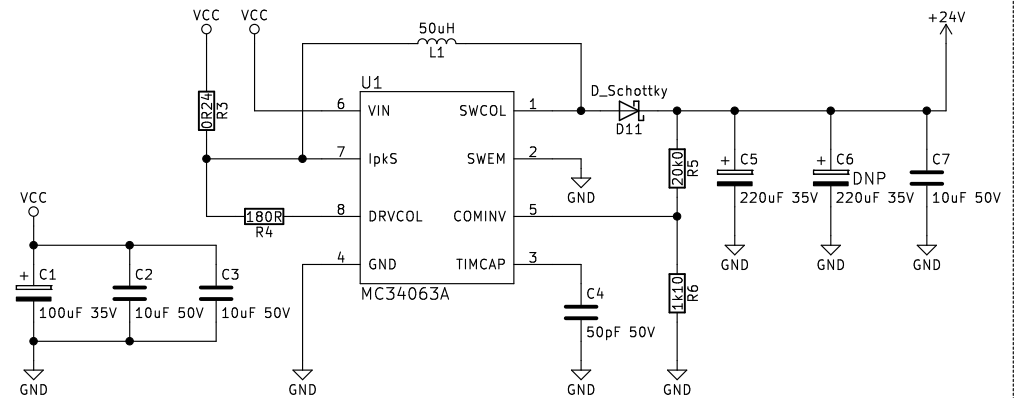 VCC
VCC
+24V
50uH
L1
U1
D_Schottky
D11
0R24
R3
6
VIN
SWCOL
1
7
IpkS
SWEM
2
GND
20k0
R5
+
C5
220uF 35V
+
C6
DNP
220uF 35V
C7
10uF 50V
VCC
180R
R4
8
DRVCOL
COMINV
5
GND
GND
GND
4
GND
TIMCAP
3
MC34063A
+
C1
100uF 35V
C2
10uF 50V
C3
10uF 50V
C4
50pF 50V
1k10
R6
GND
GND
GND
GND